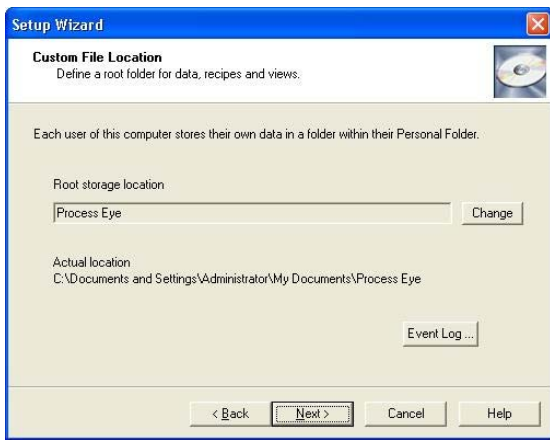 Setup Wizard
Custom File Location
Define a root folder for data, recipes and views.
Each user of this computer stores their own data in a folder within their Personal Folder.
Root storage location
Process Eye
Change
Actual location
C:\Documents and Settings\Administrator\My Documents\Process Eye
Event Log ...
< Back
Next >
Cancel
Help